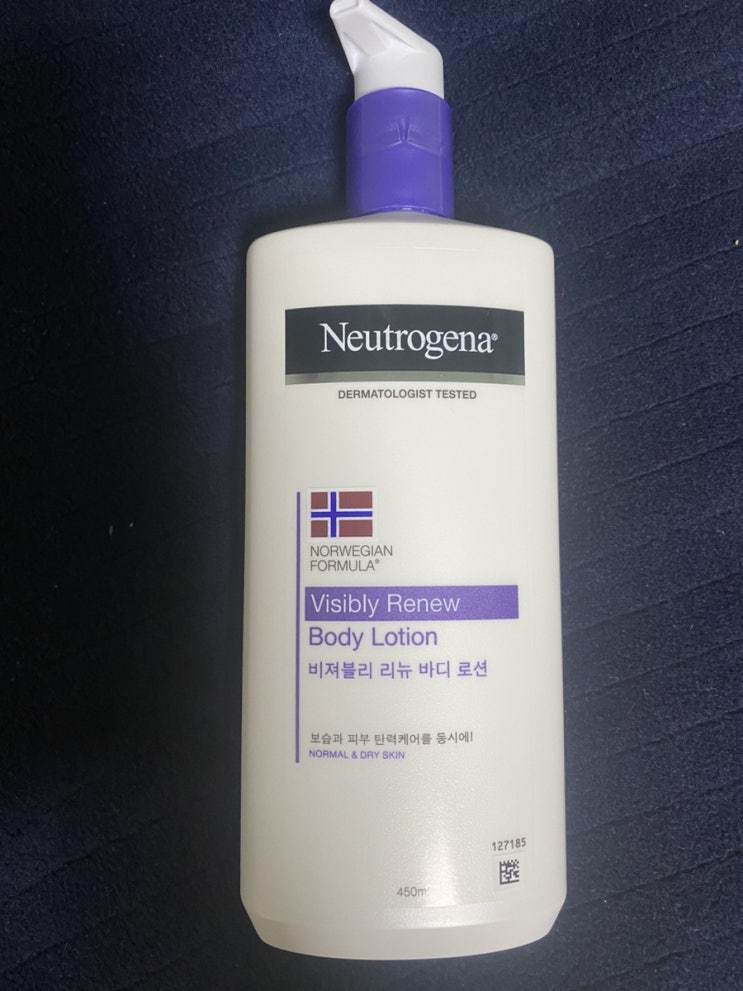 Neutrogena®
DERMATOLOGIST TESTED
NORWEGIAN
FORMULA®
Visibly Renew
Body Lotion
비져블리 리뉴 바디 로션
보습과 피부 탄력케어를 동시에!
NORMAL & DRY SKIN
127185
450ml